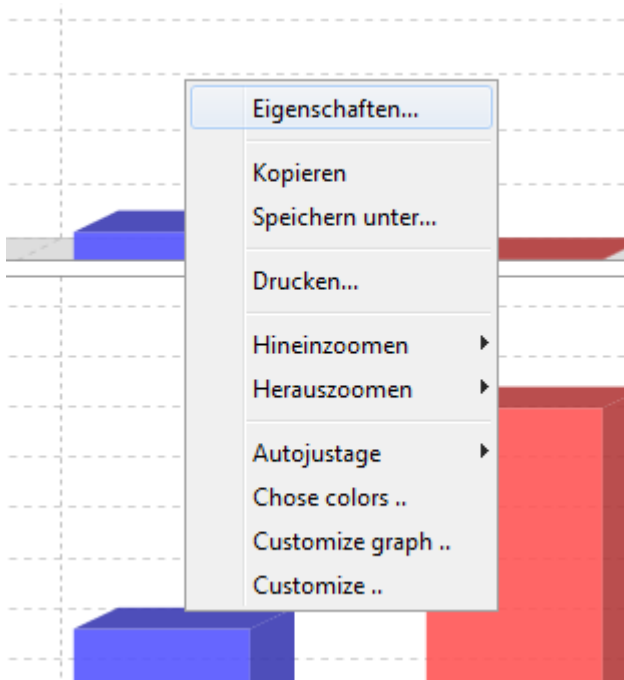 Eigenschaften...
Kopieren
Speichern unter...
Drucken...
Hineinzoomen
Herauszoomen
Autojustage
Chose colors ..
Customize graph ..
Customize ..